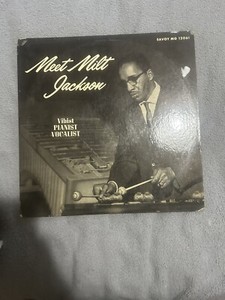 SAVOY MG 12061
Meet Milt
Jackson
Vibist
PIANIST
VOCALIST